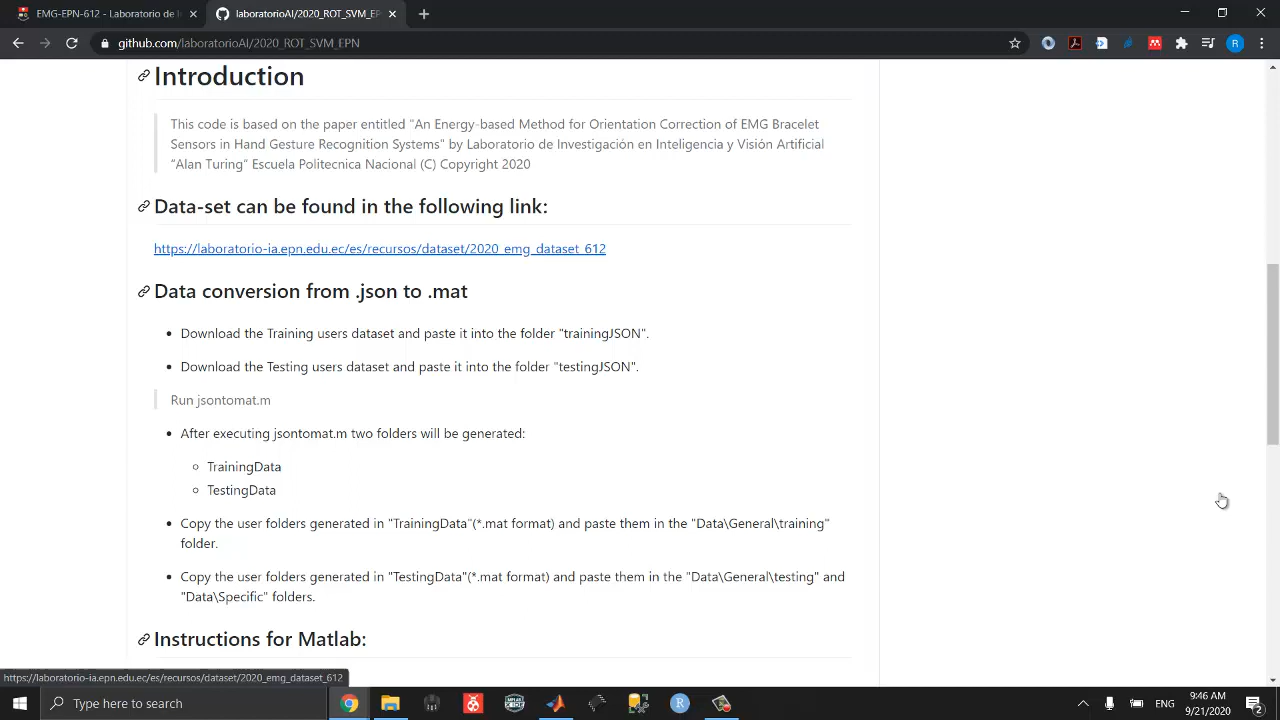 EMG-EPN-612 - Laboratorio de I
laboratorioAI/2020_ROT_SVM_EP
github.com/laboratorioAI/2020_ROT_SVM_EPN
R
Introduction
This code is based on the paper entitled "An Energy-based Method for Orientation Correction of EMG Bracelet
Sensors in Hand Gesture Recognition Systems" by Laboratorio de Investigación en Inteligencia y Visión Artificial
"Alan Turing" Escuela Politecnica Nacional (C) Copyright 2020
Data-set can be found in the following link:
https://laboratorio-ia.epn.edu.ec/es/recursos/dataset/2020_emg_dataset_612
Data conversion from .json to .mat
• Download the Training users dataset and paste it into the folder "trainingJSON".
• Download the Testing users dataset and paste it into the folder "testingJSON".
Run jsontomat.m
• After executing jsontomat.m two folders will be generated:
○ TrainingData
○ TestingData
• Copy the user folders generated in "TrainingData"(*.mat format) and paste them in the "Data\General\training"
folder.
• Copy the user folders generated in "TestingData"(*.mat format) and paste them in the "Data\General\testing" and
"Data\Specific" folders.
Instructions for Matlab:
https://laboratorio-ia.epn.edu.ec/es/recursos/dataset/2020_emg_dataset_612
Type here to search
R
ENG
9:46 AM
9/21/2020
2